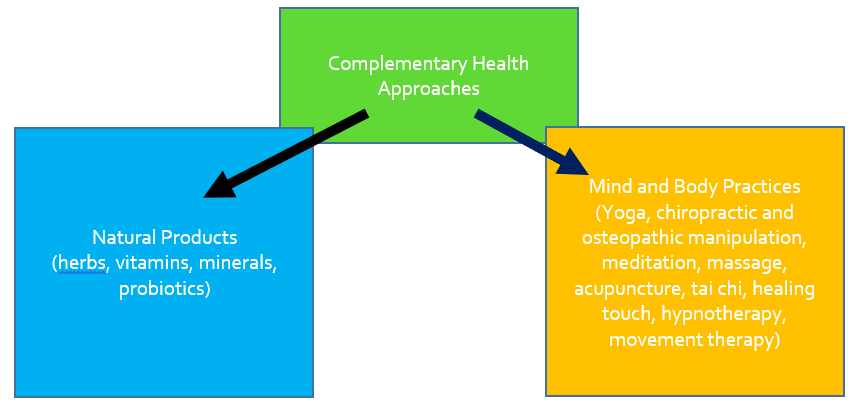 Complementary Health
Approaches
Natural Products
(herbs, vitamins, minerals,
probiotics)
Mind and Body Practices
(Yoga, chiropractic and
osteopathic manipulation,
meditation, massage,
acupuncture, tai chi, healing
touch, hypnotherapy,
movement therapy)